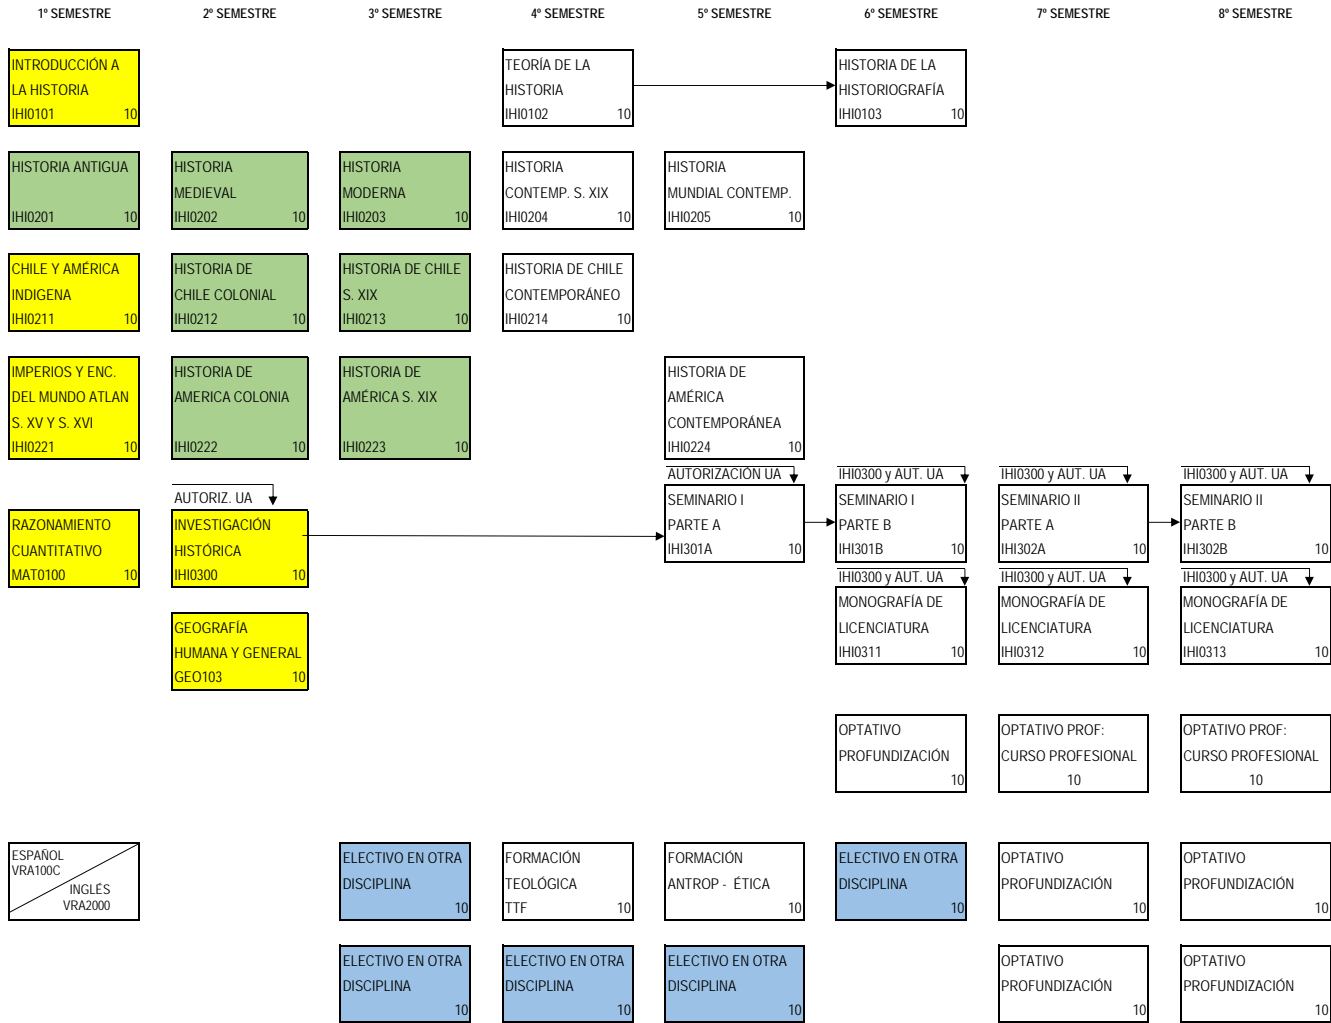 1º SEMESTRE 2º SEMESTRE 3º SEMESTRE 4º SEMESTRE 5º SEMESTRE 6º SEMESTRE 7º SEMESTRE 8º SEMESTRE
INTRODUCCIÓN A
LA HISTORIA
IHI0101 10
TEORÍA DE LA
HISTORIA
IHI0102 10
HISTORIA DE LA
HISTORIOGRAFÍA
IHI0103 10
HISTORIA ANTIGUA
IHI0201 10
HISTORIA
MEDIEVAL
IHI0202 10
HISTORIA
MODERNA
IHI0203 10
HISTORIA
CONTEMP. S. XIX
IHI0204 10
HISTORIA
MUNDIAL CONTEMP.
IHI0205 10
CHILE Y AMÉRICA
INDIGENA
IHI0211 10
HISTORIA DE
CHILE COLONIAL
IHI0212 10
HISTORIA DE CHILE
S. XIX
IHI0213 10
HISTORIA DE CHILE
CONTEMPORÁNEO
IHI0214 10
IMPERIOS Y ENC.
DEL MUNDO ATLAN
S. XV Y S. XVI
IHI0221 10
HISTORIA DE
AMERICA COLONIA
IHI0222 10
HISTORIA DE
AMÉRICA S. XIX
IHI0223 10
HISTORIA DE
AMÉRICA
CONTEMPORÁNEA
IHI0224 10
RAZONAMIENTO
CUANTITATIVO
MAT0100 10
AUTORIZ. UA
INVESTIGACIÓN
HISTÓRICA
IHI0300 10
AUTORIZACIÓN UA
SEMINARIO I
PARTE A
IHI301A 10
IHI0300 y AUT. UA
SEMINARIO I
PARTE B
IHI301B 10
IHI0300 y AUT. UA
SEMINARIO II
PARTE A
IHI302A 10
IHI0300 y AUT. UA
SEMINARIO II
PARTE B
IHI302B 10
GEOGRAFÍA
HUMANA Y GENERAL
GEO103 10
IHI0300 y AUT. UA
MONOGRAFÍA DE
LICENCIATURA
IHI0311 10
IHI0300 y AUT. UA
MONOGRAFÍA DE
LICENCIATURA
IHI0312 10
IHI0300 y AUT. UA
MONOGRAFÍA DE
LICENCIATURA
IHI0313 10
OPTATIVO
PROFUNDIZACIÓN
10
OPTATIVO PROF:
CURSO PROFESIONAL
10
OPTATIVO PROF:
CURSO PROFESIONAL
10
ESPAÑOL
VRA100C
INGLÉS
VRA2000
ELECTIVO EN OTRA
DISCIPLINA
10
FORMACIÓN
TEOLÓGICA
TTF 10
FORMACIÓN
ANTROP - ÉTICA
10
ELECTIVO EN OTRA
DISCIPLINA
10
OPTATIVO
PROFUNDIZACIÓN
10
OPTATIVO
PROFUNDIZACIÓN
10
ELECTIVO EN OTRA
DISCIPLINA
10
ELECTIVO EN OTRA
DISCIPLINA
10
ELECTIVO EN OTRA
DISCIPLINA
10
OPTATIVO
PROFUNDIZACIÓN
10
OPTATIVO
PROFUNDIZACIÓN
10